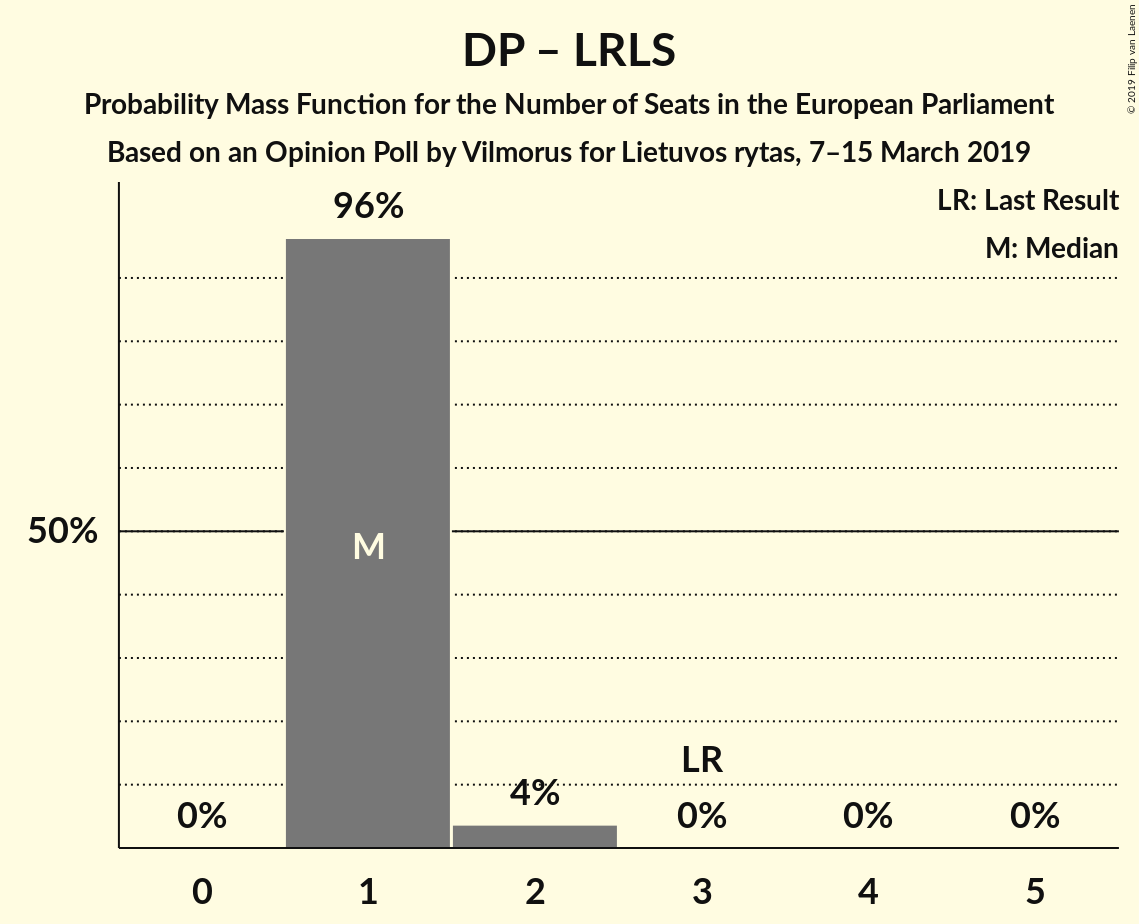 DP – LRLS
Probability Mass Function for the Number of Seats in the European Parliament
Based on an Opinion Poll by Vilmorus for Lietuvos rytas, 7–15 March 2019
© 2019 Filip van Laenen
LR: Last Result
M: Median
96%
50%
M
LR
4%
0%
0%
0%
0%
0
1
2
3
4
5